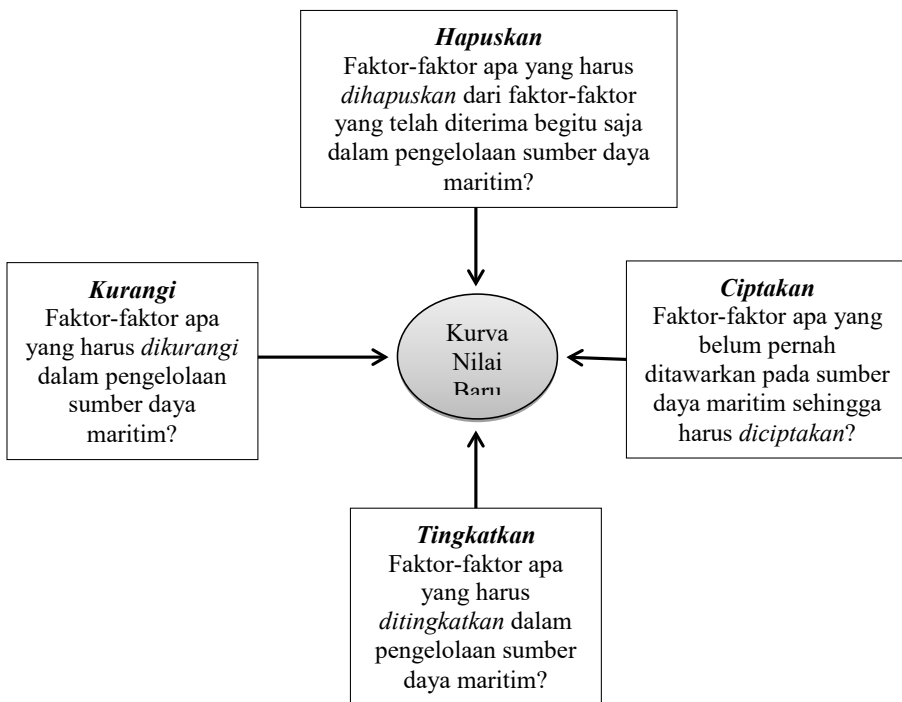 Hapuskan
Faktor-faktor apa yang harus
dihapuskan dari faktor-faktor
yang telah diterima begitu saja
dalam pengelolaan sumber daya
maritim?
Kurangi
Faktor-faktor apa
yang harus dikurangi
dalam pengelolaan
sumber daya
maritim?
Kurva
Nilai
Baru
Ciptakan
Faktor-faktor apa yang
belum pernah
ditawarkan pada sumber
daya maritim sehingga
harus diciptakan?
Tingkatkan
Faktor-faktor apa
yang harus
ditingkatkan dalam
pengelolaan sumber
daya maritim?